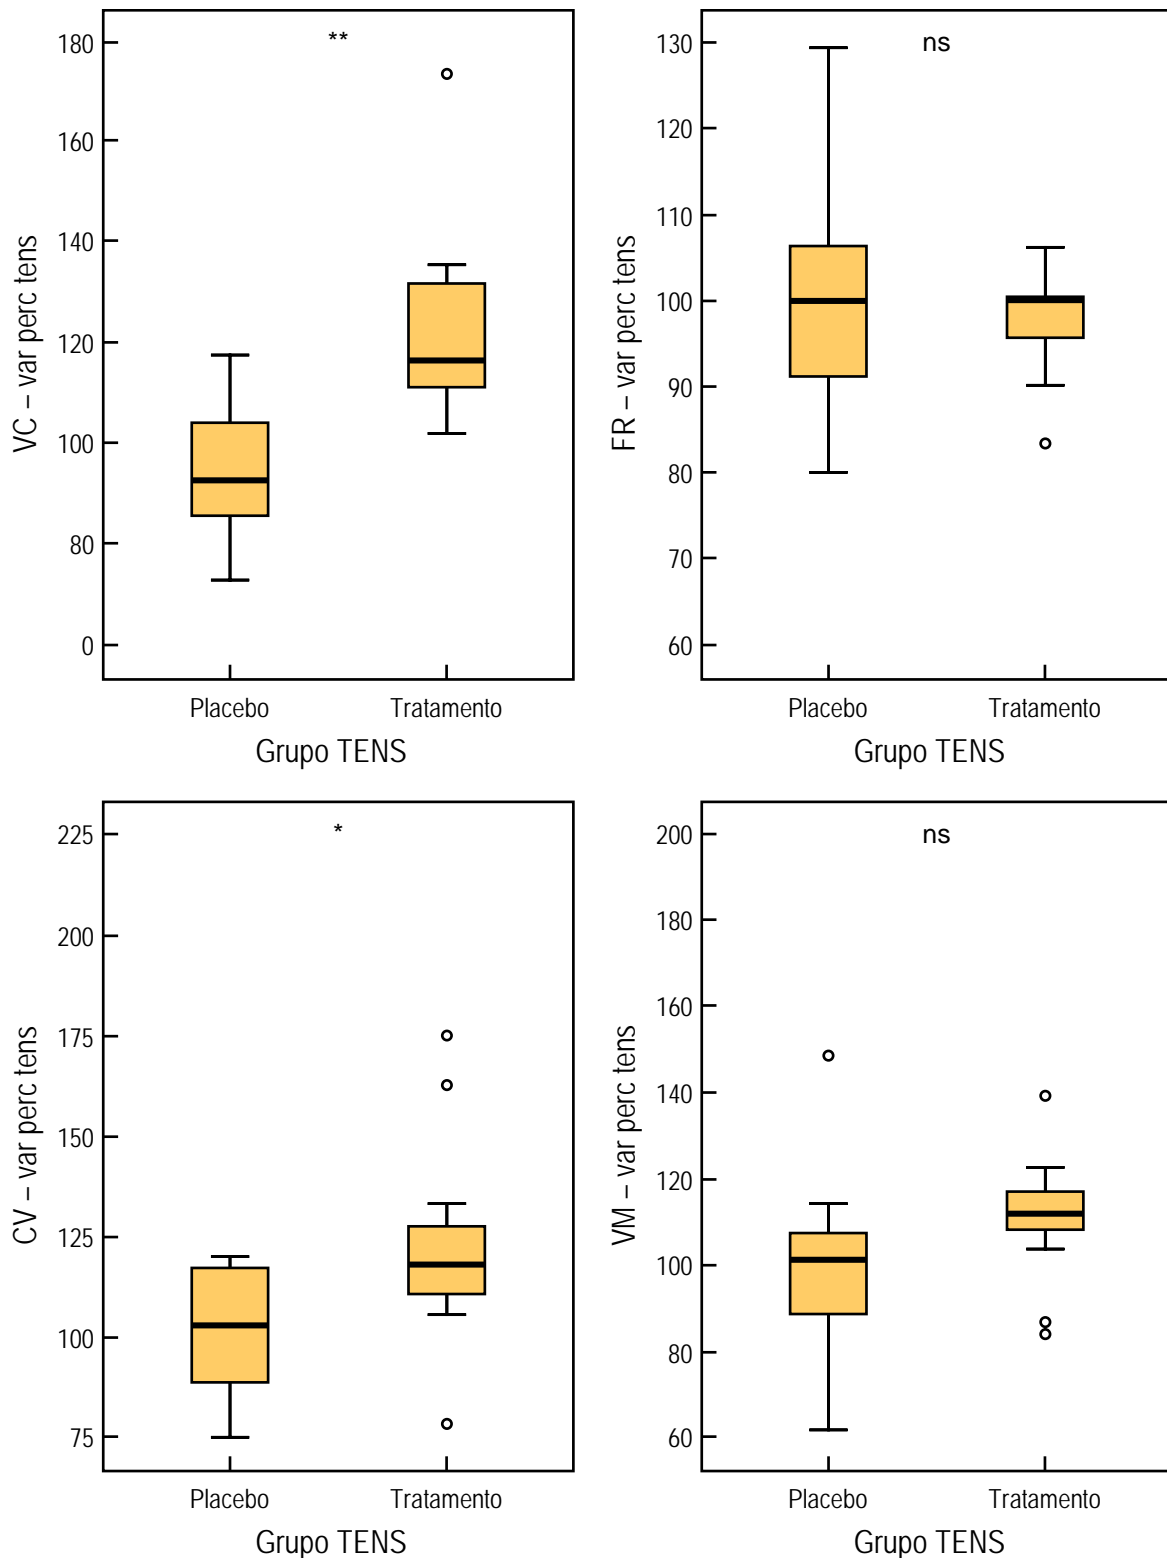 **
VC – var perc tens
180
160
140
120
100
80
0
Placebo Tratamento
Grupo TENS
ns
FR – var perc tens
130
120
110
100
90
80
70
60
Placebo Tratamento
Grupo TENS
*
CV – var perc tens
225
200
175
150
125
100
75
Placebo Tratamento
Grupo TENS
ns
VM – var perc tens
200
180
160
140
120
100
80
60
Placebo Tratamento
Grupo TENS